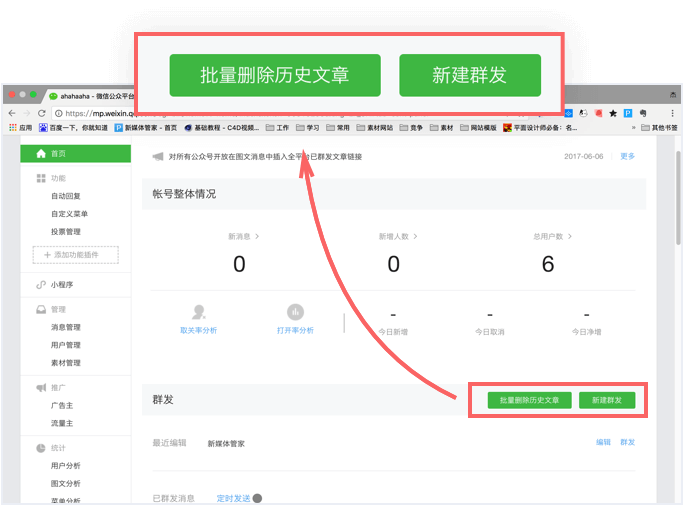 批量删除历史文章 新建群发
ahahaaha - 微信公众平台
https://mp.weixin.qq
应用 百度一下，你就知道 新媒体管家 - 首页 基础教程 - C4D视频... 工作 学习 常用 素材网站 竞争 素材 网站模版 平面设计师必备：名... » 其他书签
首页
对所有公众号开放在图文消息中插入全平台已群发文章链接 2017-06-06 更多
功能
自动回复
自定义菜单
投票管理
+ 添加功能插件
小程序
管理
消息管理
用户管理
素材管理
推广
广告主
流量主
统计
用户分析
图文分析
菜单分析
帐号整体情况
新消息 > 新增人数 > 总用户数 >
0 0 6
取关率分析 打开率分析 - 今日新增 - 今日取消 - 今日净增
群发 批量删除历史文章 新建群发
最近编辑 新媒体管家 编辑 群发
已群发消息 定时发送